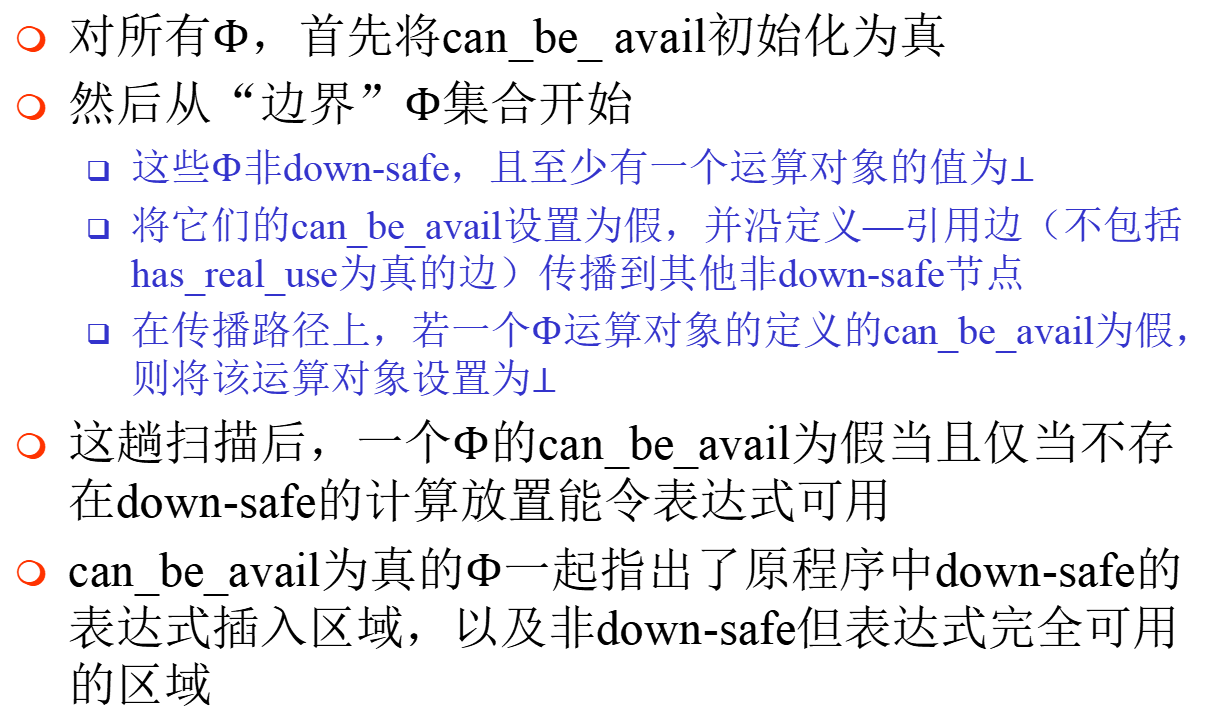 对所有Φ，首先将can_be_ avail初始化为真
然后从“边界”Φ集合开始
这些Φ非down-safe，且至少有一个运算对象的值为⊥
将它们的can_be_avail设置为假，并沿定义—引用边（不包括
has_real_use为真的边）传播到其他非down-safe节点
在传播路径上，若一个Φ运算对象的定义的can_be_avail为假，
则将该运算对象设置为⊥
这趟扫描后，一个Φ的can_be_avail为假当且仅当不存
在down-safe的计算放置能令表达式可用
can_be_avail为真的Φ一起指出了原程序中down-safe的
表达式插入区域，以及非down-safe但表达式完全可用
的区域